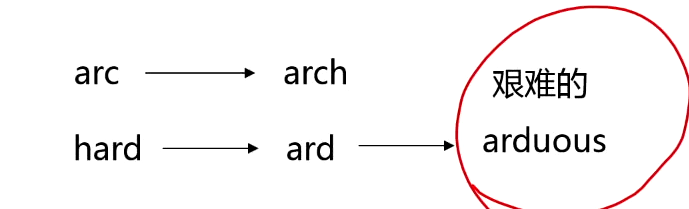 arc → arch
艰难的
hard → ard → arduous